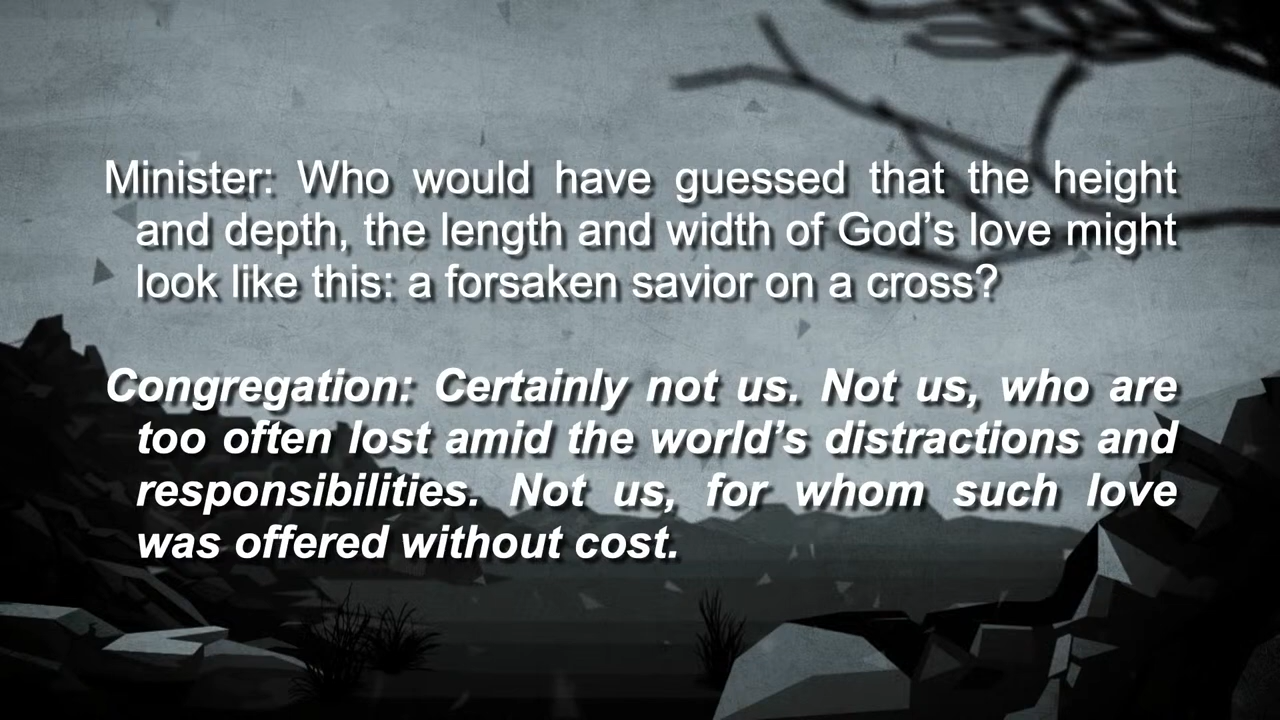 Minister: Who would have guessed that the height
and depth, the length and width of God’s love might
look like this: a forsaken savior on a cross?
Congregation: Certainly not us. Not us, who are
too often lost amid the world’s distractions and
responsibilities. Not us, for whom such love
was offered without cost.